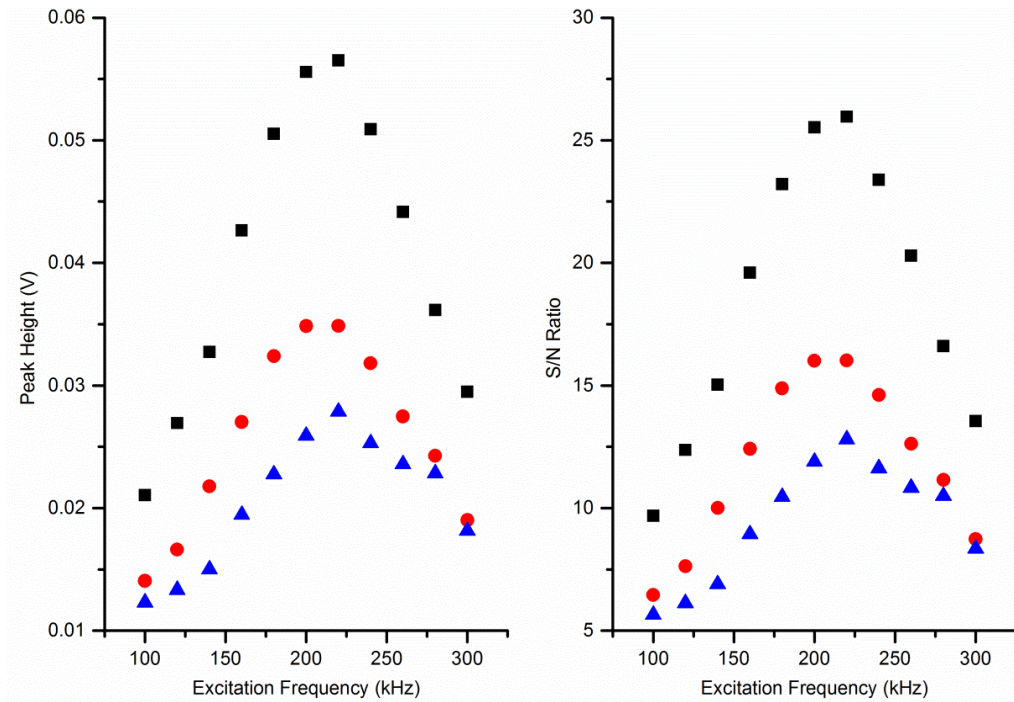 0.06
0.05
0.04
0.03
0.02
0.01
Peak Height (V)
100 150 200 250 300
Excitation Frequency (kHz)
30
25
20
15
10
5
S/N Ratio
100 150 200 250 300
Excitation Frequency (kHz)